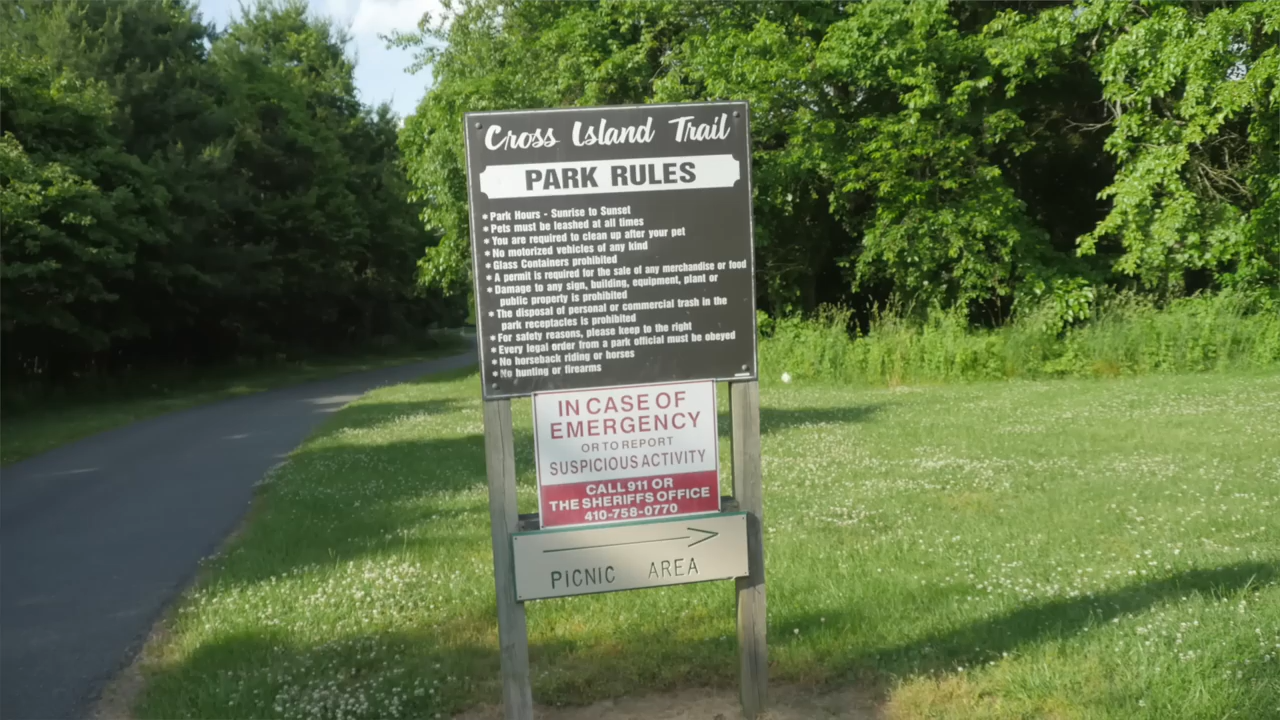 Cross Island Trail
PARK RULES
• Park Hours - Sunrise to Sunset
• Pets must be leashed at all times
• You are required to clean up after your pet
• No motorized vehicles of any kind
• Glass Containers prohibited
• A permit is required for the sale of any merchandise or food
• Damage to any sign, building, equipment, plant or
public property is prohibited
• The disposal of personal or commercial trash in the
park receptacles is prohibited
• For safety reasons, please keep to the right
• Every legal order from a park official must be obeyed
• No horseback riding or horses
• No hunting or firearms
IN CASE OF
EMERGENCY
OR TO REPORT
SUSPICIOUS ACTIVITY
CALL 911 OR
THE SHERIFFS OFFICE
410-758-0770
PICNIC AREA